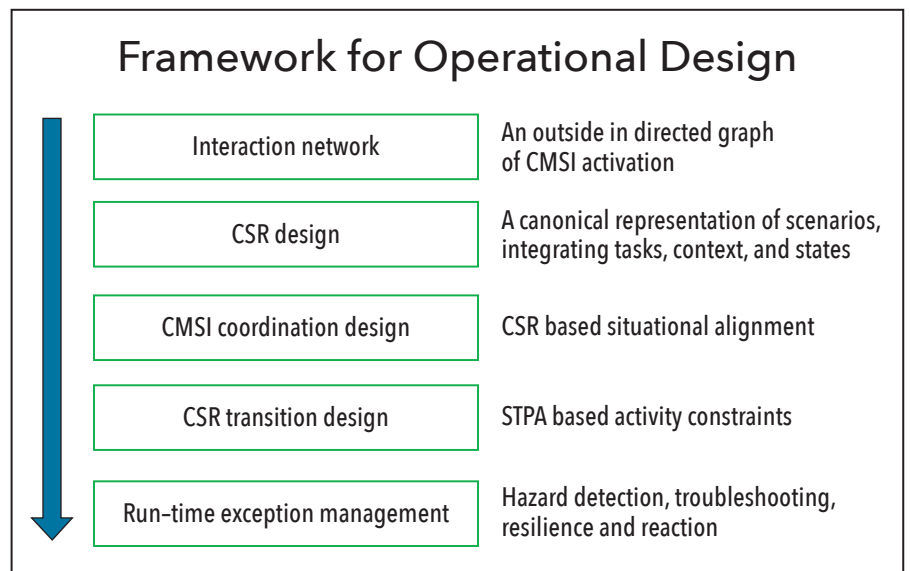 Framework for Operational Design
Interaction network
An outside in directed graph
of CMSI activation
CSR design
A canonical representation of scenarios,
integrating tasks, context, and states
CMSI coordination design
CSR based situational alignment
CSR transition design
STPA based activity constraints
Run–time exception management
Hazard detection, troubleshooting,
resilience and reaction